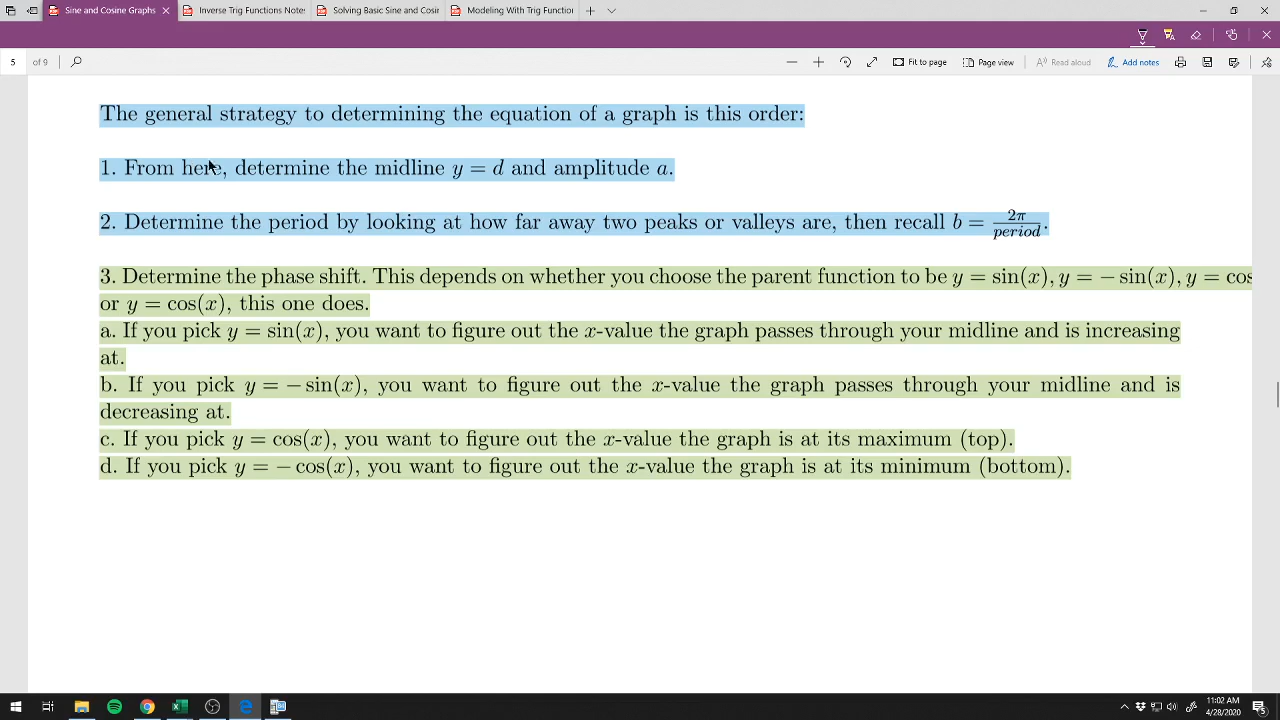 Sine and Cosine Graphs
Inverse Trig Functions Notes
Solving Basic Sine and Cosir
Modeling With Trig Function
5 of 9
Fit to page
Page view
Read aloud
Add notes
The general strategy to determining the equation of a graph is this order:
1. From here, determine the midline y = d and amplitude a.
2. Determine the period by looking at how far away two peaks or valleys are, then recall b = 2π/period.
3. Determine the phase shift. This depends on whether you choose the parent function to be y = sin(x), y = − sin(x), y = cos
or y = cos(x), this one does.
a. If you pick y = sin(x), you want to figure out the x-value the graph passes through your midline and is increasing
at.
b. If you pick y = − sin(x), you want to figure out the x-value the graph passes through your midline and is
decreasing at.
c. If you pick y = cos(x), you want to figure out the x-value the graph is at its maximum (top).
d. If you pick y = − cos(x), you want to figure out the x-value the graph is at its minimum (bottom).
11:02 AM
4/28/2020